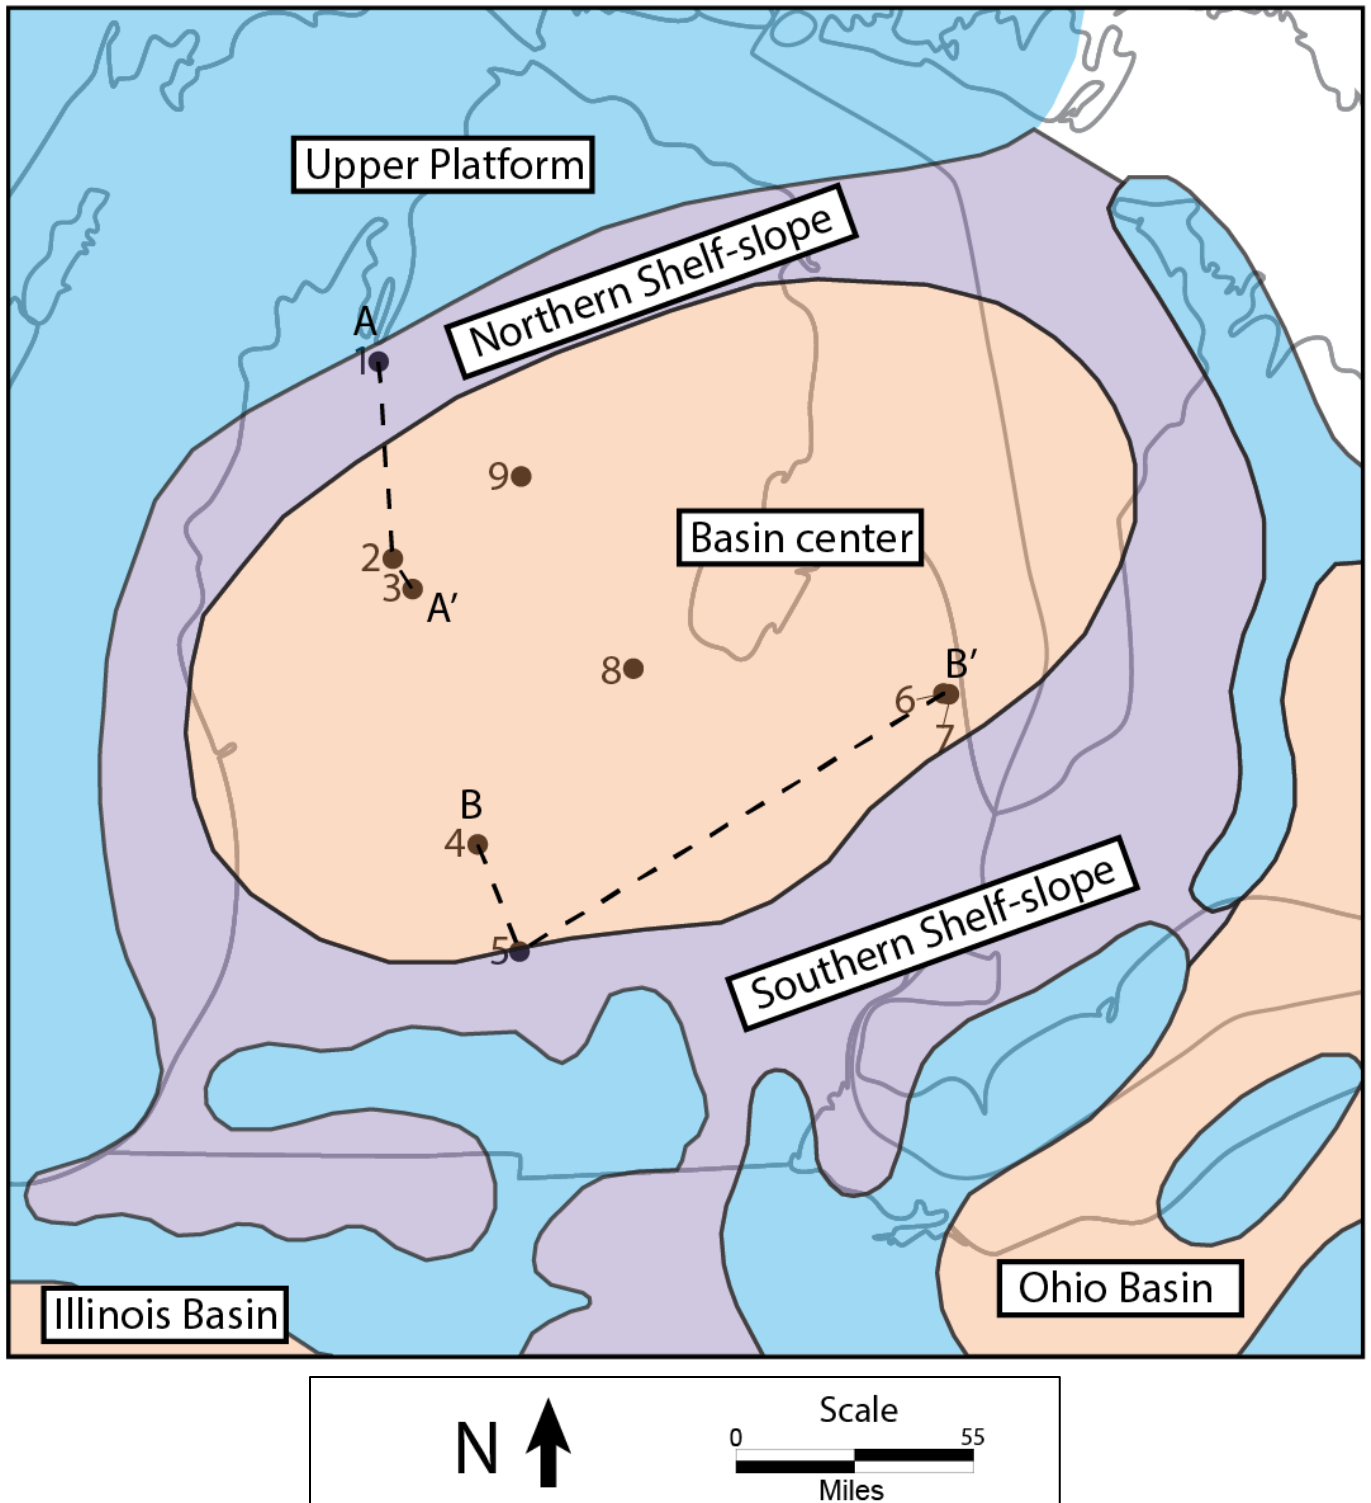 Upper Platform
Northern Shelf-slope
A
1
9
Basin center
2
3
A′
8
B′
6
7
B
4
5
Southern Shelf-slope
Ohio Basin
Illinois Basin
N
Scale
0 55
Miles